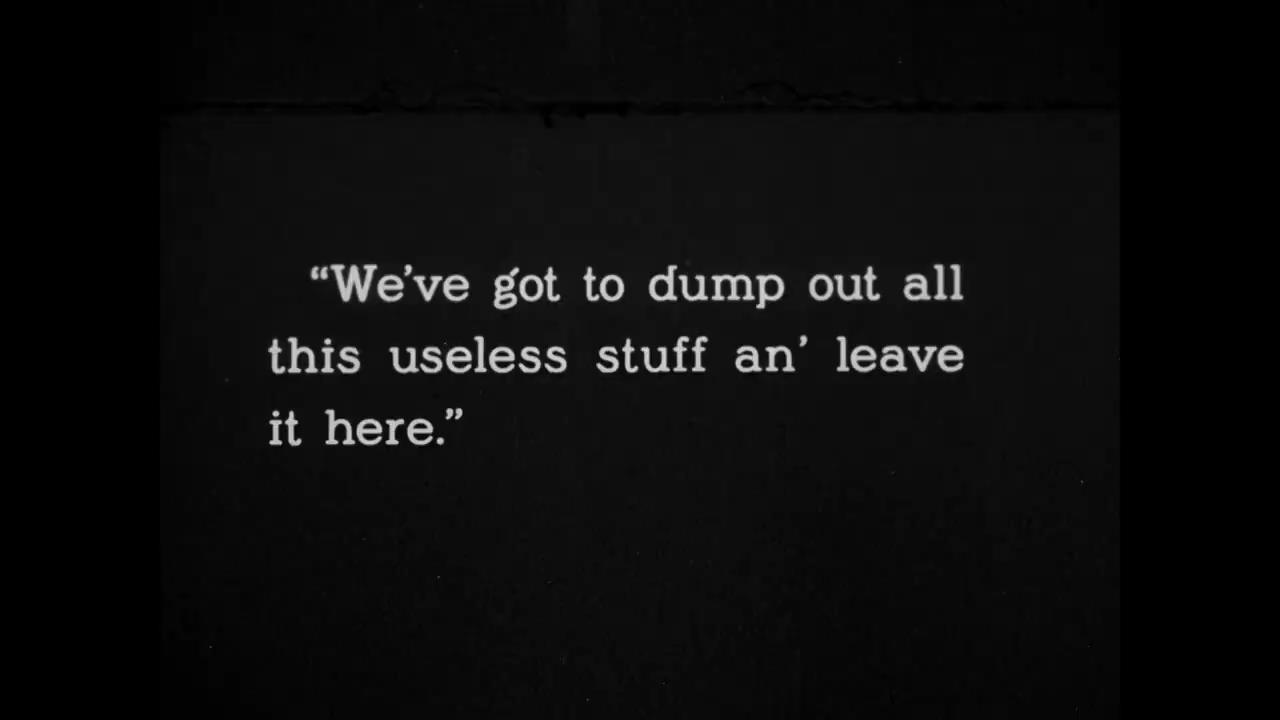 “We’ve got to dump out all
this useless stuff an’ leave
it here.”